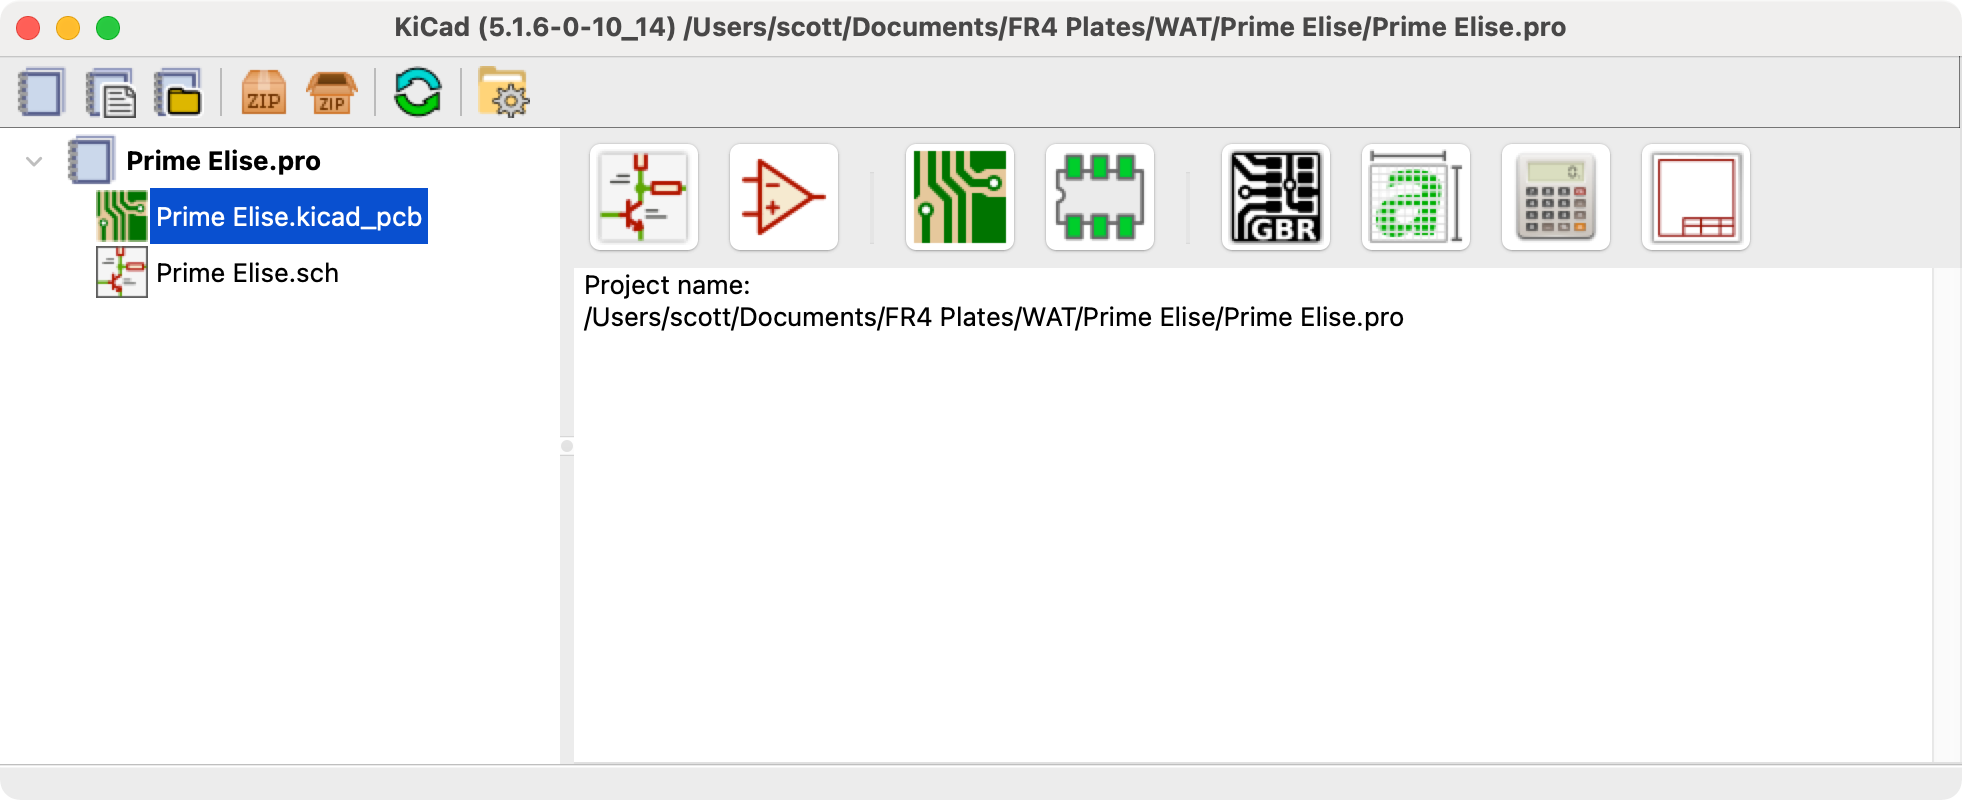 KiCad (5.1.6-0-10_14) /Users/scott/Documents/FR4 Plates/WAT/Prime Elise/Prime Elise.pro
ZIP
ZIP
Prime Elise.pro
Prime Elise.kicad_pcb
Prime Elise.sch
GBR
a
0.
Project name:
/Users/scott/Documents/FR4 Plates/WAT/Prime Elise/Prime Elise.pro